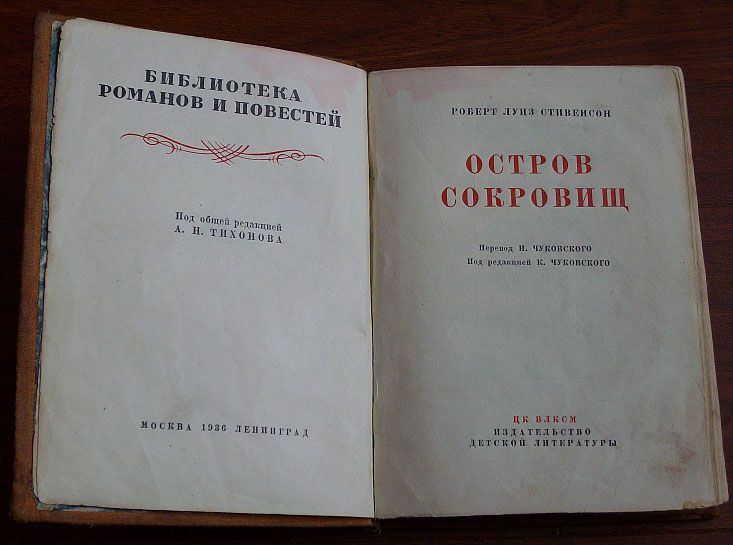 БИБЛИОТЕКА
РОМАНОВ И ПОВЕСТЕЙ
Под общей редакцией
А. Н. ТИХОНОВА
МОСКВА 1936 ЛЕНИНГРАД
РОБЕРТ ЛУИЗ СТИВЕНСОН
ОСТРОВ
СОКРОВИЩ
Перевод Н. ЧУКОВСКОГО
Под редакцией К. ЧУКОВСКОГО
ЦК ВЛКСМ
ИЗДАТЕЛЬСТВО
ДЕТСКОЙ ЛИТЕРАТУРЫ